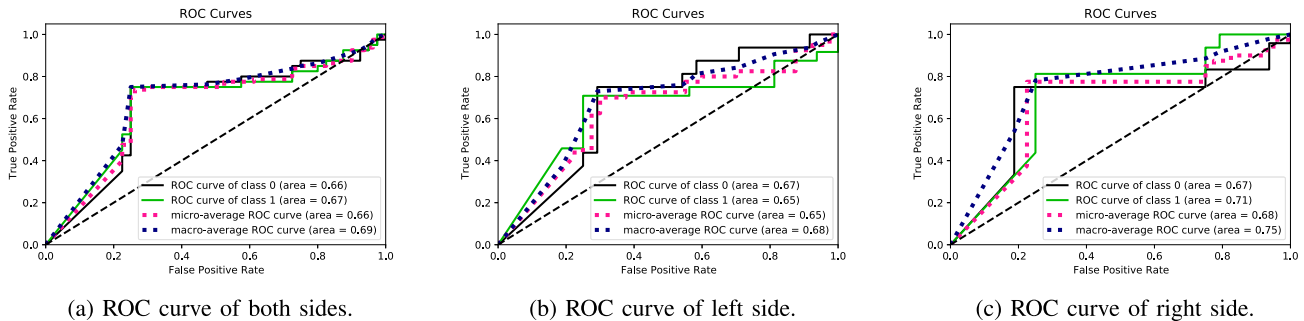 ROC Curves
True Positive Rate
1.0
0.8
0.6
0.4
0.2
0.0
ROC curve of class 0 (area = 0.66)
ROC curve of class 1 (area = 0.67)
micro-average ROC curve (area = 0.66)
macro-average ROC curve (area = 0.69)
0.0 0.2 0.4 0.6 0.8 1.0
False Positive Rate
(a) ROC curve of both sides.
ROC Curves
True Positive Rate
1.0
0.8
0.6
0.4
0.2
0.0
ROC curve of class 0 (area = 0.67)
ROC curve of class 1 (area = 0.65)
micro-average ROC curve (area = 0.65)
macro-average ROC curve (area = 0.68)
0.0 0.2 0.4 0.6 0.8 1.0
False Positive Rate
(b) ROC curve of left side.
ROC Curves
True Positive Rate
1.0
0.8
0.6
0.4
0.2
0.0
ROC curve of class 0 (area = 0.67)
ROC curve of class 1 (area = 0.71)
micro-average ROC curve (area = 0.68)
macro-average ROC curve (area = 0.75)
0.0 0.2 0.4 0.6 0.8 1.0
False Positive Rate
(c) ROC curve of right side.